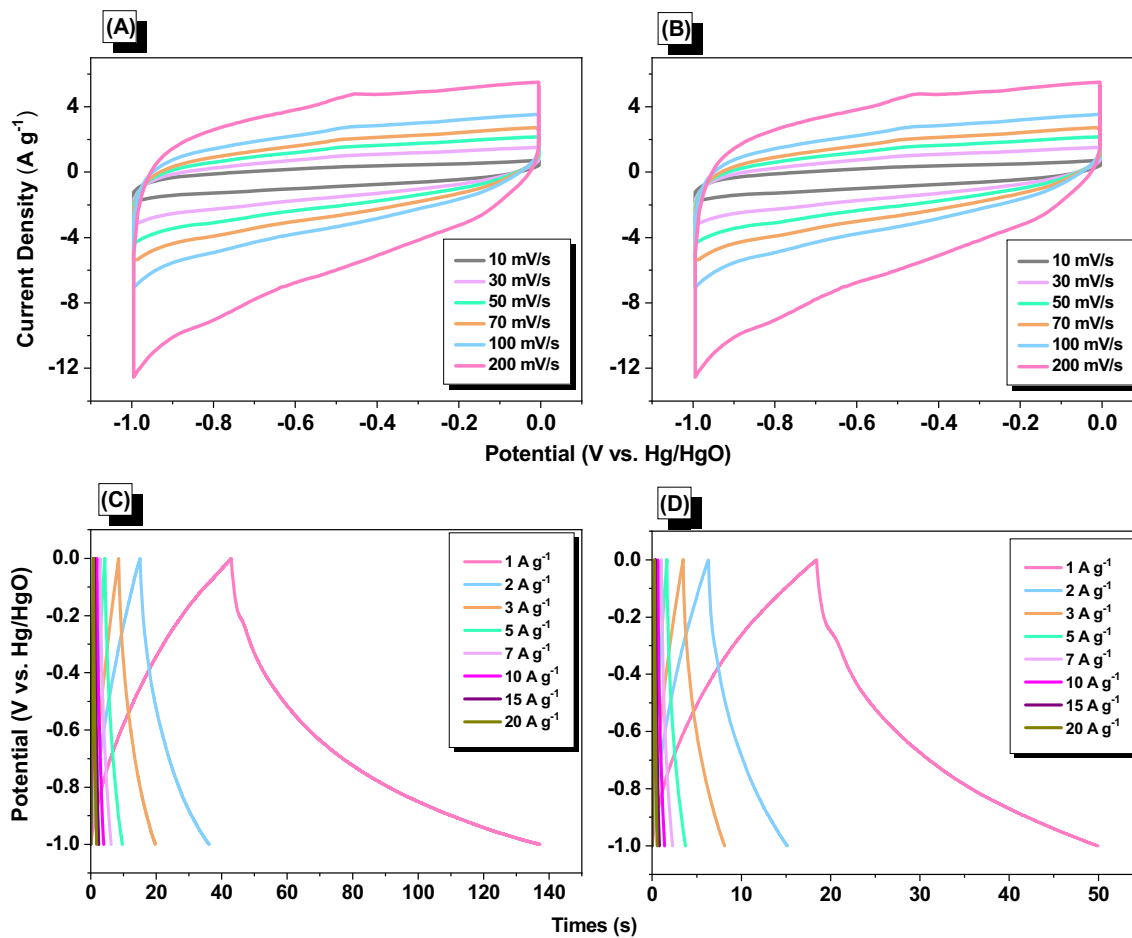 (A)
(B)
Current Density (A g⁻¹)
4
0
-4
-8
-12
10 mV/s
30 mV/s
50 mV/s
70 mV/s
100 mV/s
200 mV/s
-1.0 -0.8 -0.6 -0.4 -0.2 0.0
4
0
-4
-8
-12
10 mV/s
30 mV/s
50 mV/s
70 mV/s
100 mV/s
200 mV/s
-1.0 -0.8 -0.6 -0.4 -0.2 0.0
Potential (V vs. Hg/HgO)
(C)
(D)
Potential (V vs. Hg/HgO)
0.0
-0.2
-0.4
-0.6
-0.8
-1.0
1 A g⁻¹
2 A g⁻¹
3 A g⁻¹
5 A g⁻¹
7 A g⁻¹
10 A g⁻¹
15 A g⁻¹
20 A g⁻¹
0 20 40 60 80 100 120 140
0.0
-0.2
-0.4
-0.6
-0.8
-1.0
1 A g⁻¹
2 A g⁻¹
3 A g⁻¹
5 A g⁻¹
7 A g⁻¹
10 A g⁻¹
15 A g⁻¹
20 A g⁻¹
0 10 20 30 40 50
Times (s)